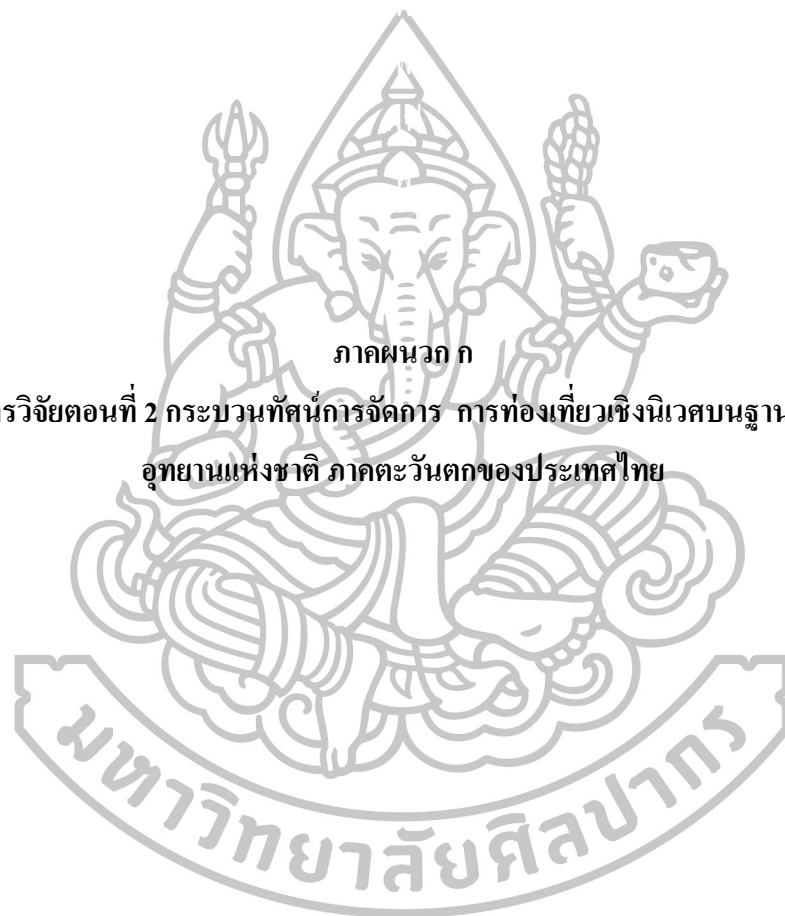 ภาคผนวก ก
รวิจัยตอนที่ 2 กระบวนทัศน์การจัดการ การท่องเที่ยวเชิงนิเวศบนฐาน
อุทยานแห่งชาติ ภาคตะวันตกของประเทศไทย
มหาวิทยาลัยศิลปากร